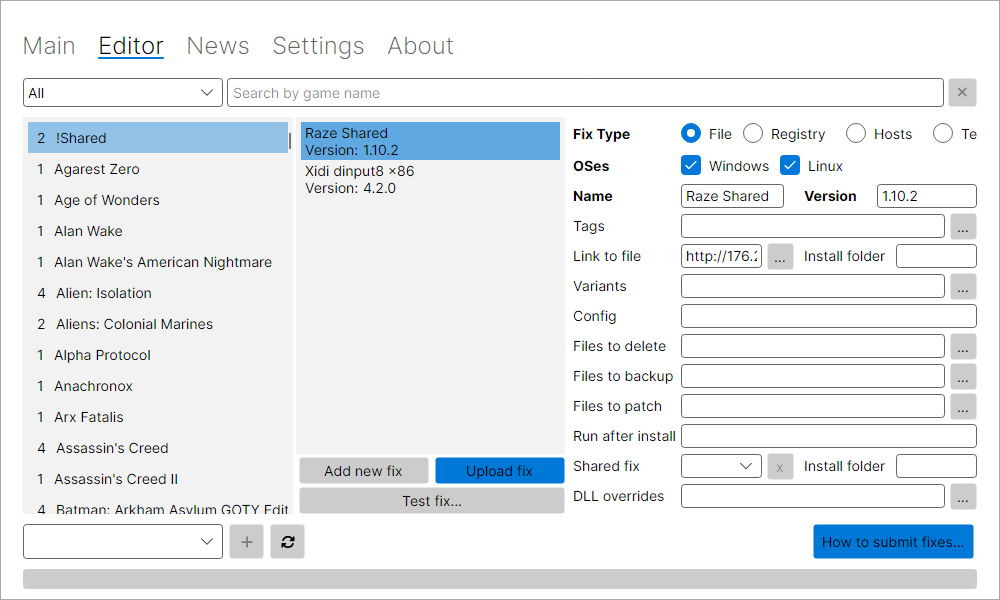 Main Editor News Settings About
All
Search by game name
2 !Shared
1 Agarest Zero
1 Age of Wonders
1 Alan Wake
1 Alan Wake's American Nightmare
4 Alien: Isolation
2 Aliens: Colonial Marines
1 Alpha Protocol
1 Anachronox
1 Arx Fatalis
4 Assassin's Creed
1 Assassin's Creed II
4 Batman: Arkham Asylum GOTY Edit
Raze Shared
Version: 1.10.2
Xidi dinput8 x86
Version: 4.2.0
Add new fix Upload fix
Test fix...
Fix Type File Registry Hosts Te
OSes Windows Linux
Name Raze Shared Version 1.10.2
Tags ...
Link to file http://176.2 ... Install folder
Variants ...
Config
Files to delete ...
Files to backup ...
Files to patch ...
Run after install
Shared fix x Install folder
DLL overrides ...
How to submit fixes...